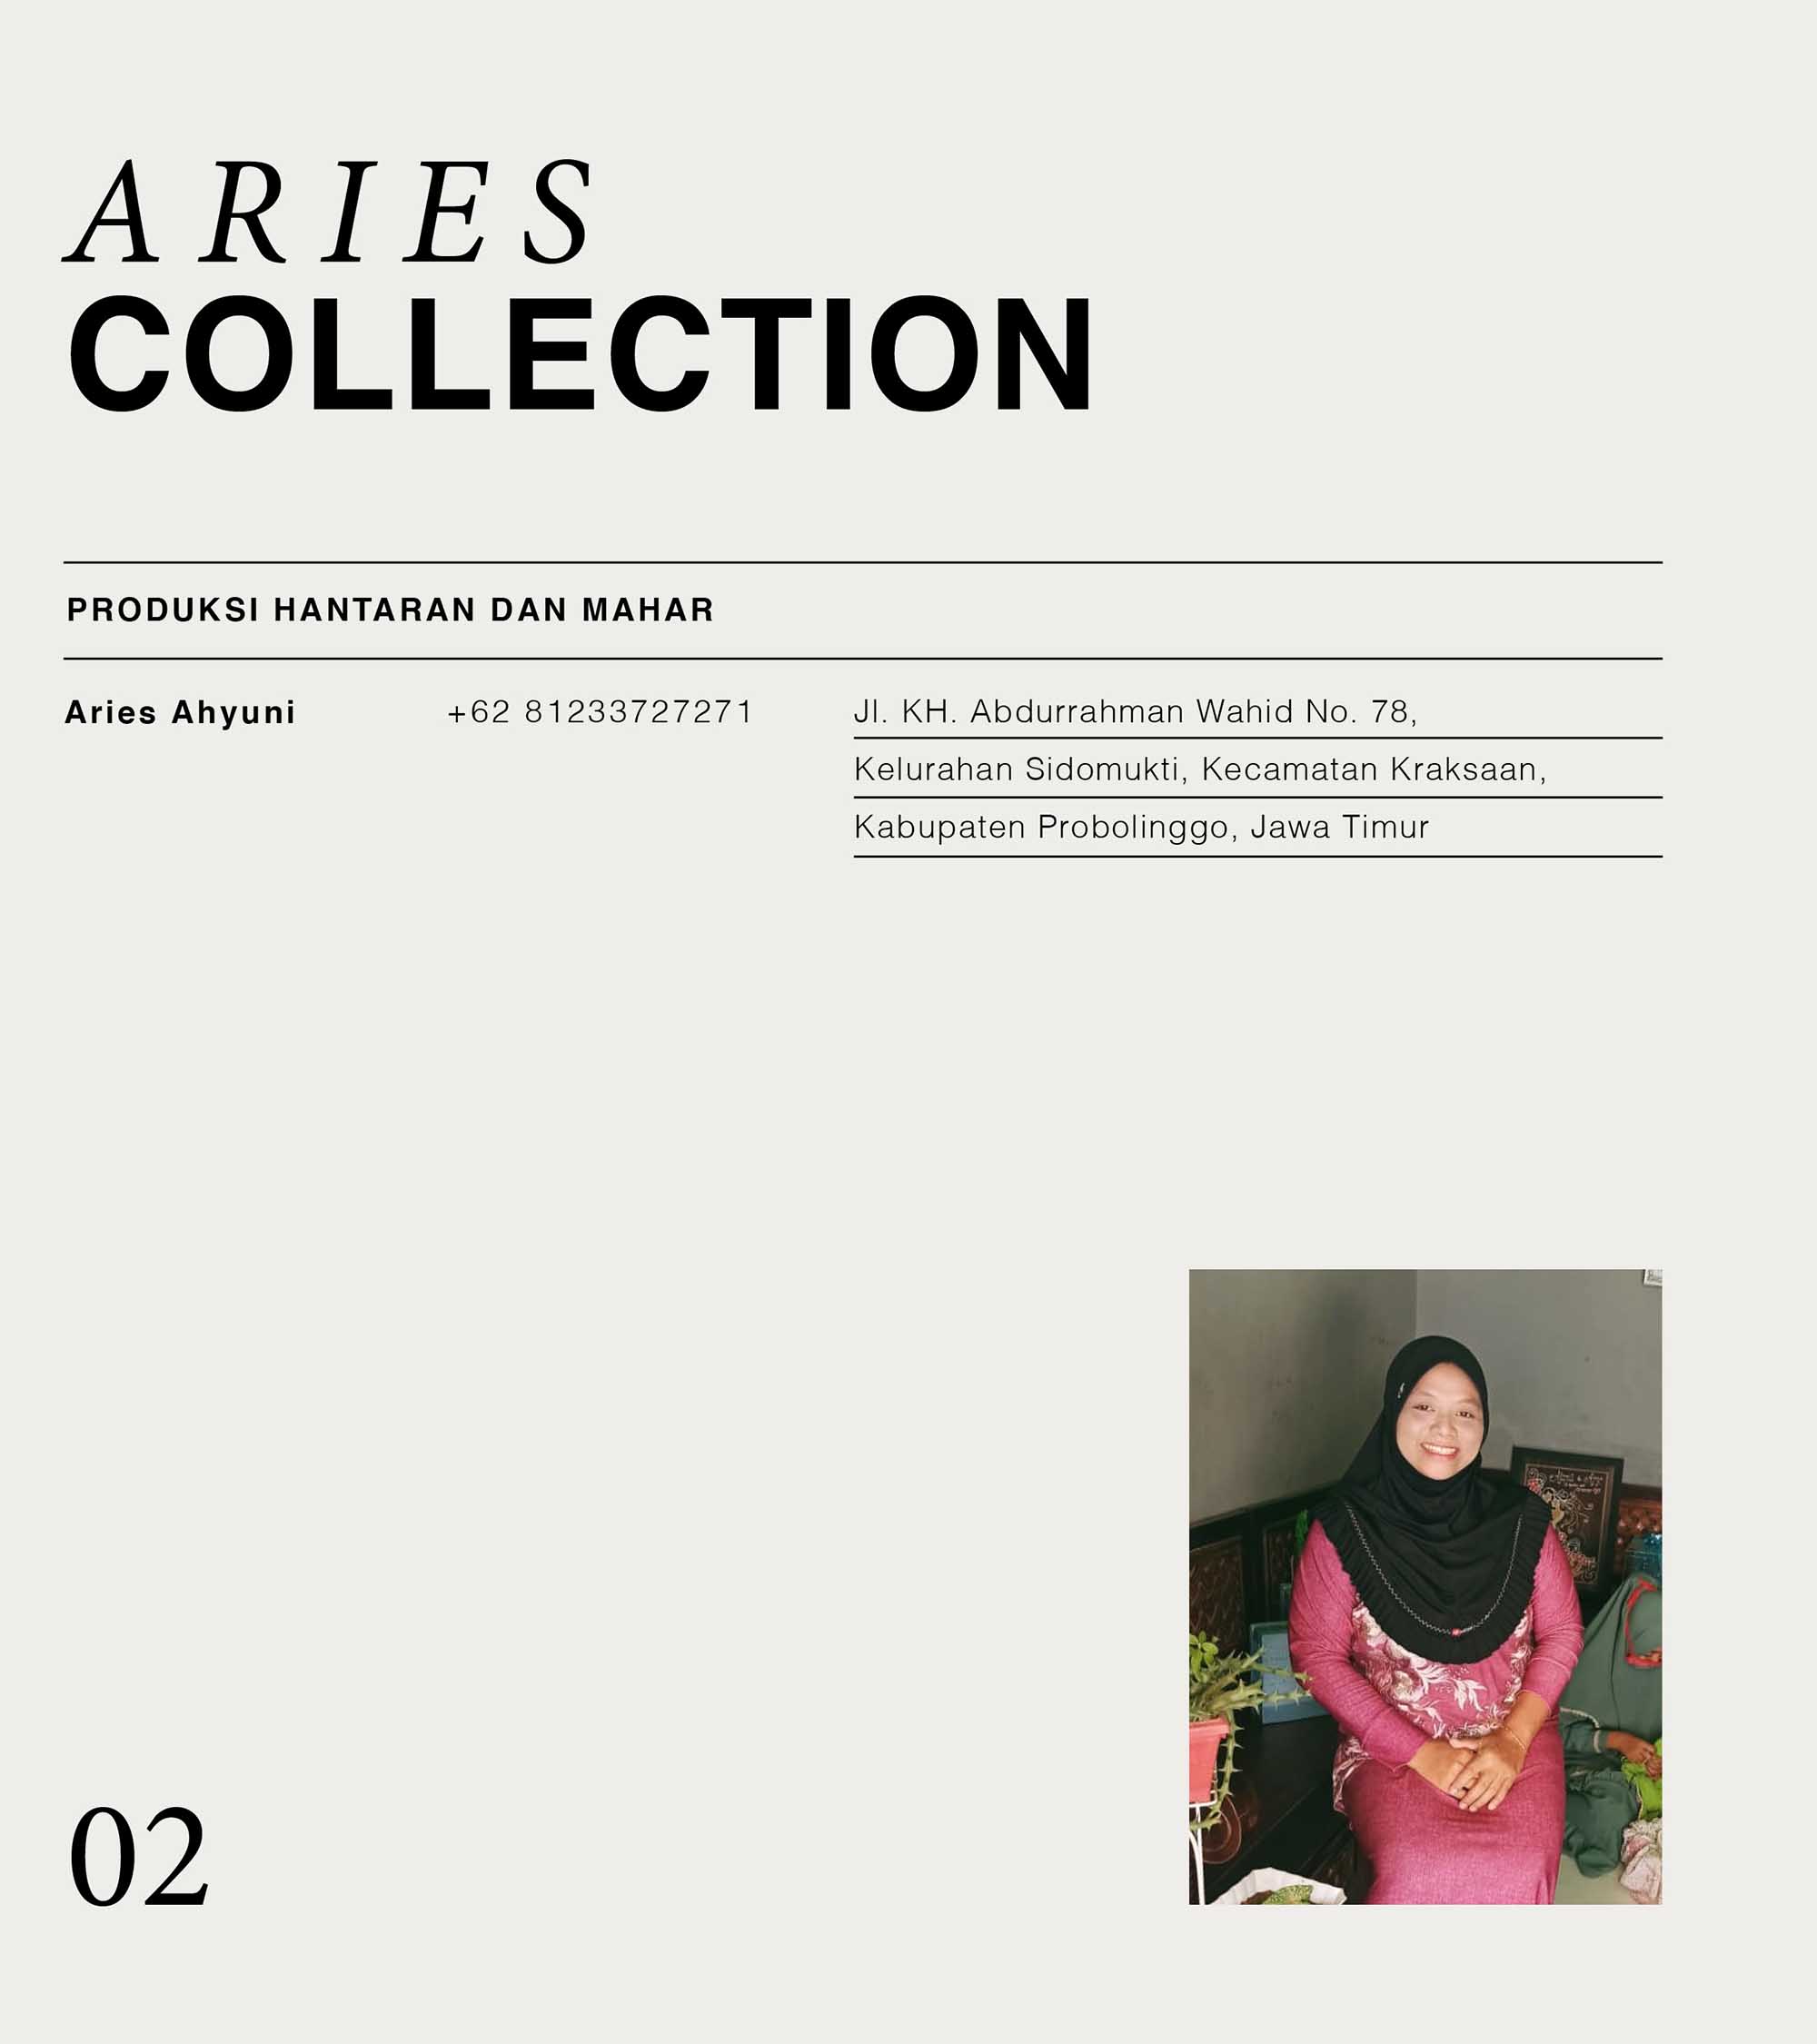 ARIES
COLLECTION
PRODUKSI HANTARAN DAN MAHAR
Aries Ahyuni
+62 81233727271
Jl. KH. Abdurrahman Wahid No. 78,
Kelurahan Sidomukti, Kecamatan Kraksaan,
Kabupaten Probolinggo, Jawa Timur
02